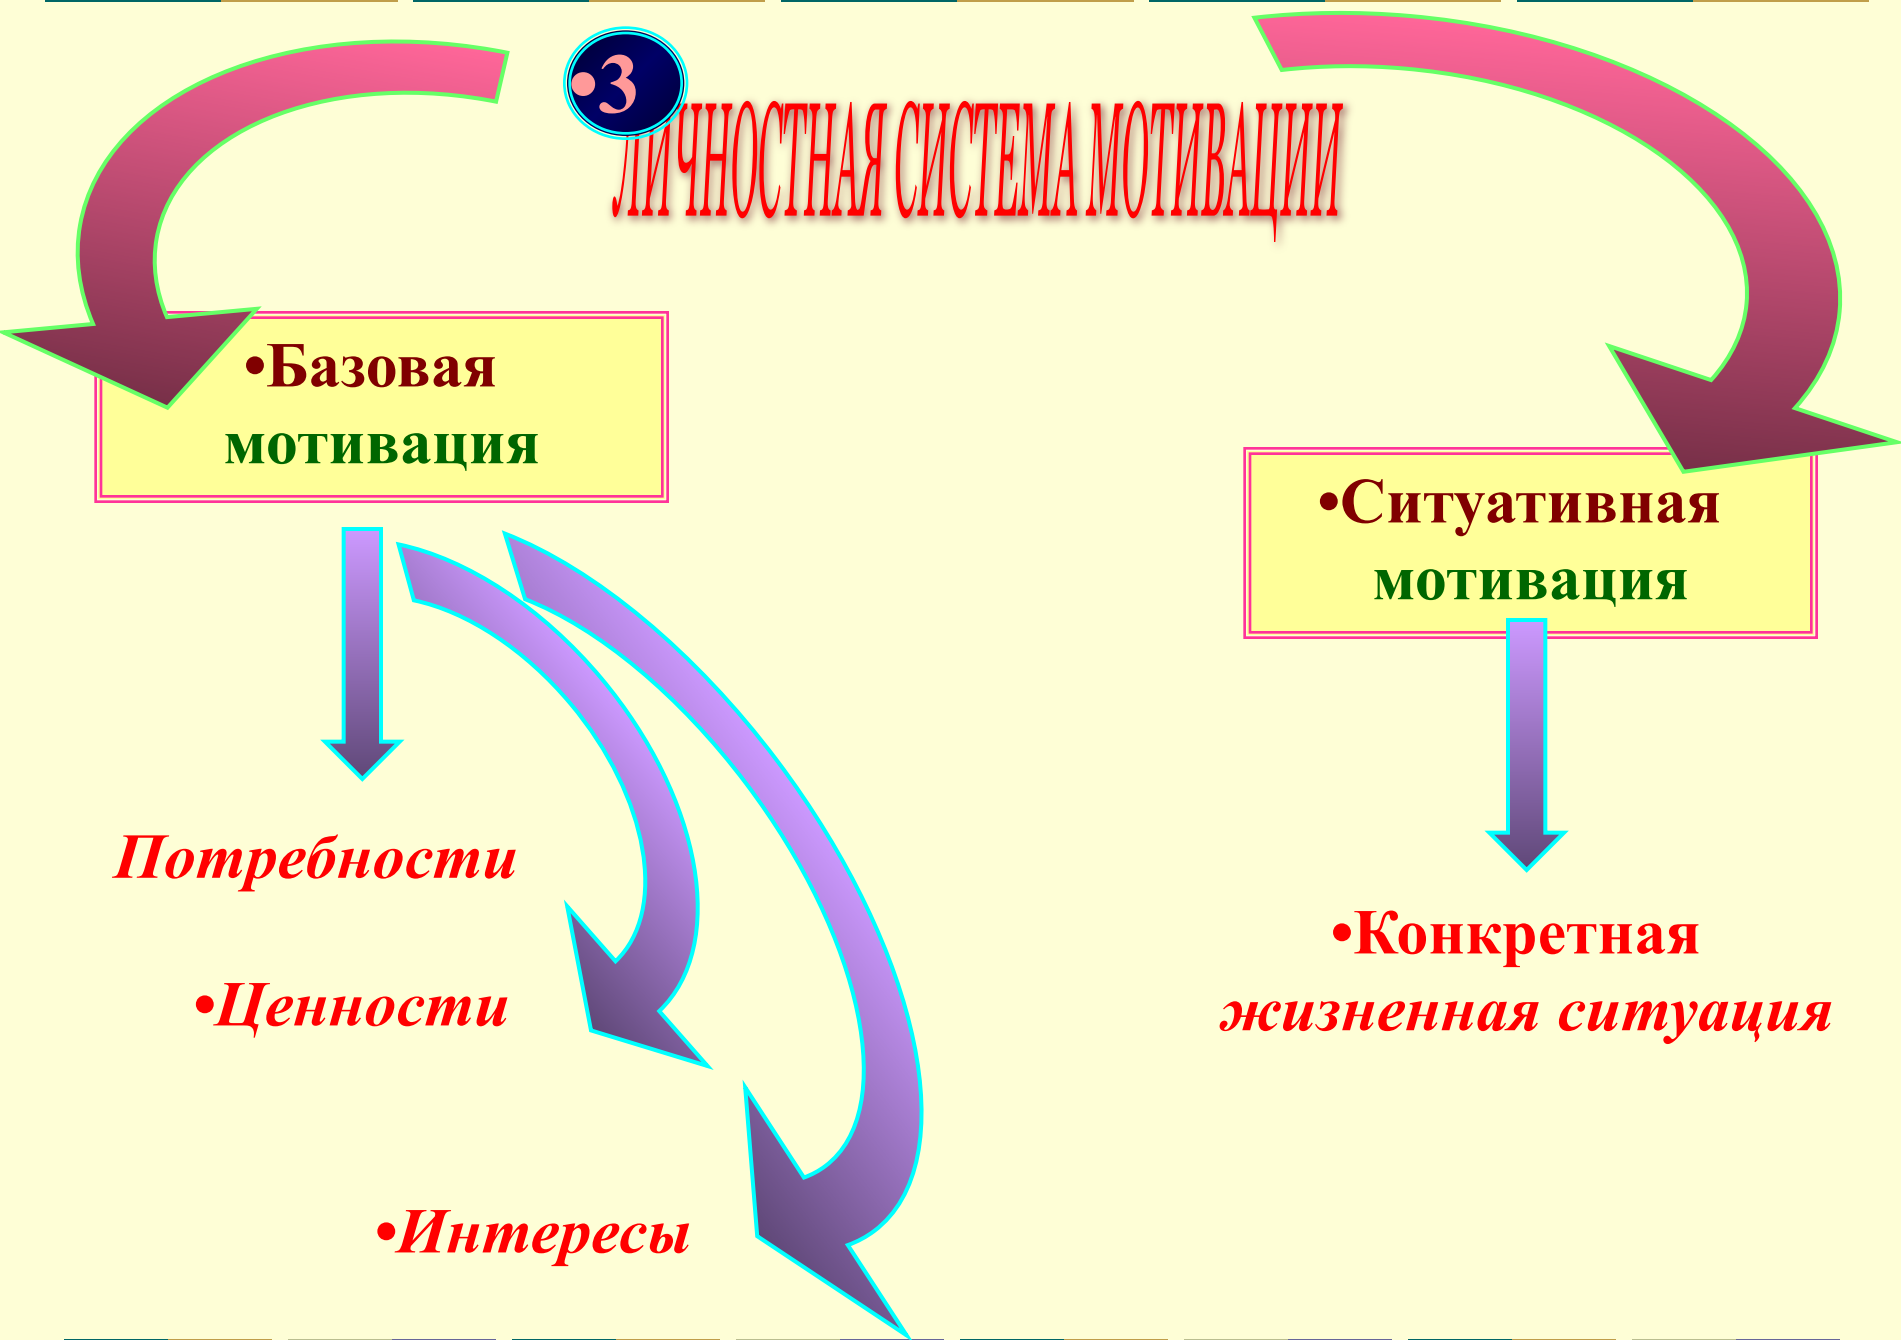 •3
ЛИЧНОСТНАЯ СИСТЕМА МОТИВАЦИИ
•Базовая
мотивация
•Ситуативная
мотивация
Потребности
•Ценности
•Интересы
•Конкретная
жизненная ситуация